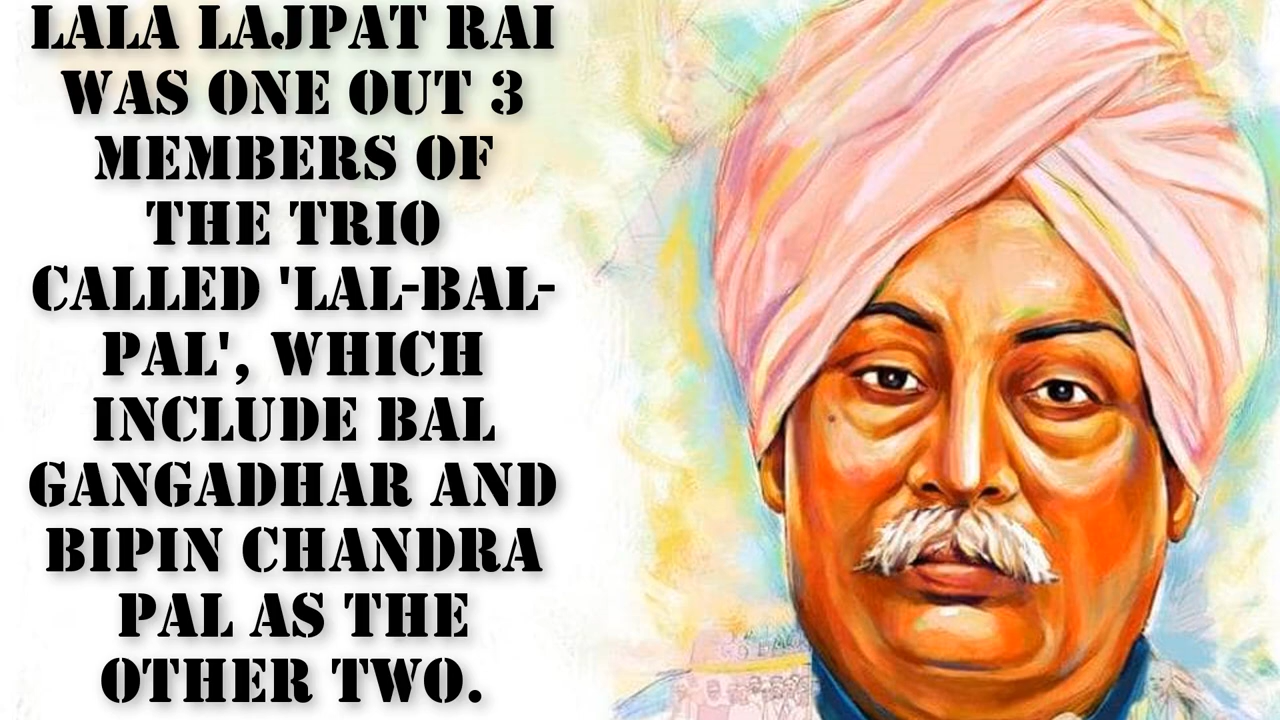 LALA LAJPAT RAI
WAS ONE OUT 3
MEMBERS OF
THE TRIO
CALLED 'LAL-BAL-
PAL', WHICH
INCLUDE BAL
GANGADHAR AND
BIPIN CHANDRA
PAL AS THE
OTHER TWO.